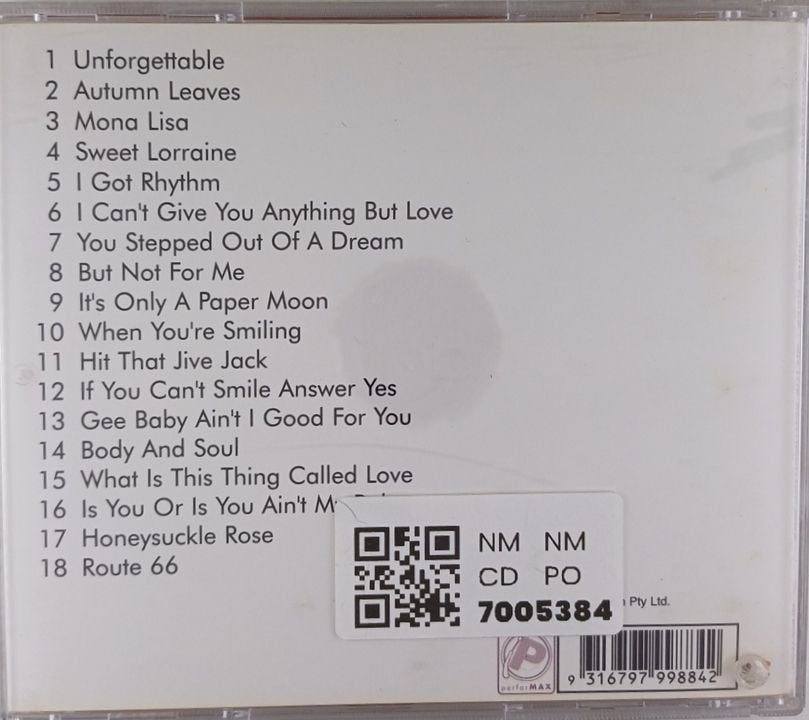 1 Unforgettable
2 Autumn Leaves
3 Mona Lisa
4 Sweet Lorraine
5 I Got Rhythm
6 I Can't Give You Anything But Love
7 You Stepped Out Of A Dream
8 But Not For Me
9 It's Only A Paper Moon
10 When You're Smiling
11 Hit That Jive Jack
12 If You Can't Smile Answer Yes
13 Gee Baby Ain't I Good For You
14 Body And Soul
15 What Is This Thing Called Love
16 Is You Or Is You Ain't
17 Honeysuckle Rose
18 Route 66
NM NM
CD PO
7005384
Pty Ltd.
P
performAX
9 316797 998842